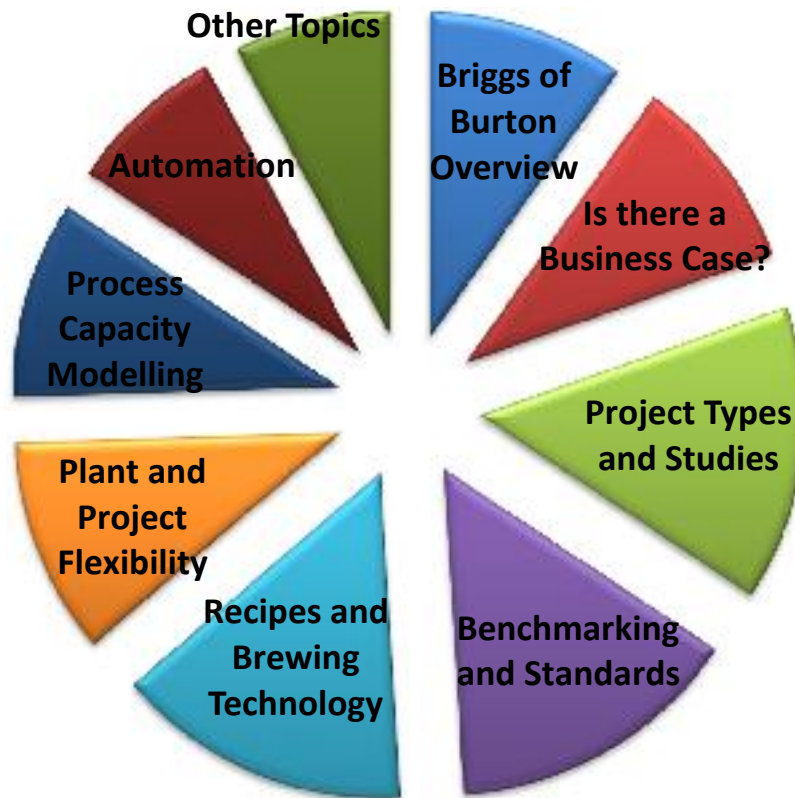 Other Topics
Briggs of
Burton
Overview
Is there a
Business Case?
Project Types
and Studies
Benchmarking
and Standards
Recipes and
Brewing
Technology
Plant and
Project
Flexibility
Process
Capacity
Modelling
Automation